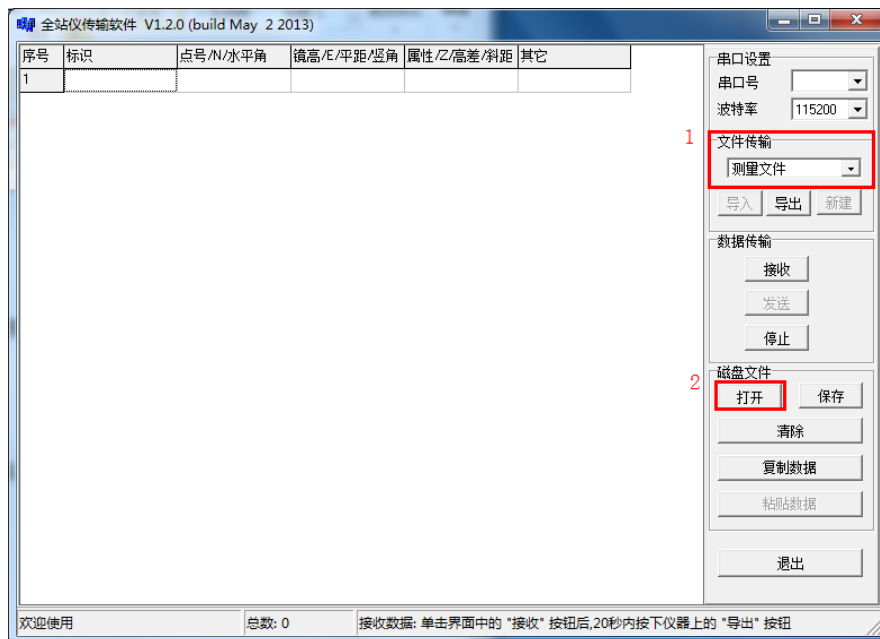 全站仪传输软件 V1.2.0 (build May 2 2013)
序号 标识 点号/N/水平角 镜高/E/平距/竖角 属性/Z/高差/斜距 其它
1
串口设置
串口号
波特率 115200
1
文件传输
测量文件
导入 导出 新建
数据传输
接收
发送
停止
2
磁盘文件
打开 保存
清除
复制数据
粘贴数据
退出
欢迎使用 总数: 0 接收数据: 单击界面中的 "接收" 按钮后,20秒内按下仪器上的 "导出" 按钮